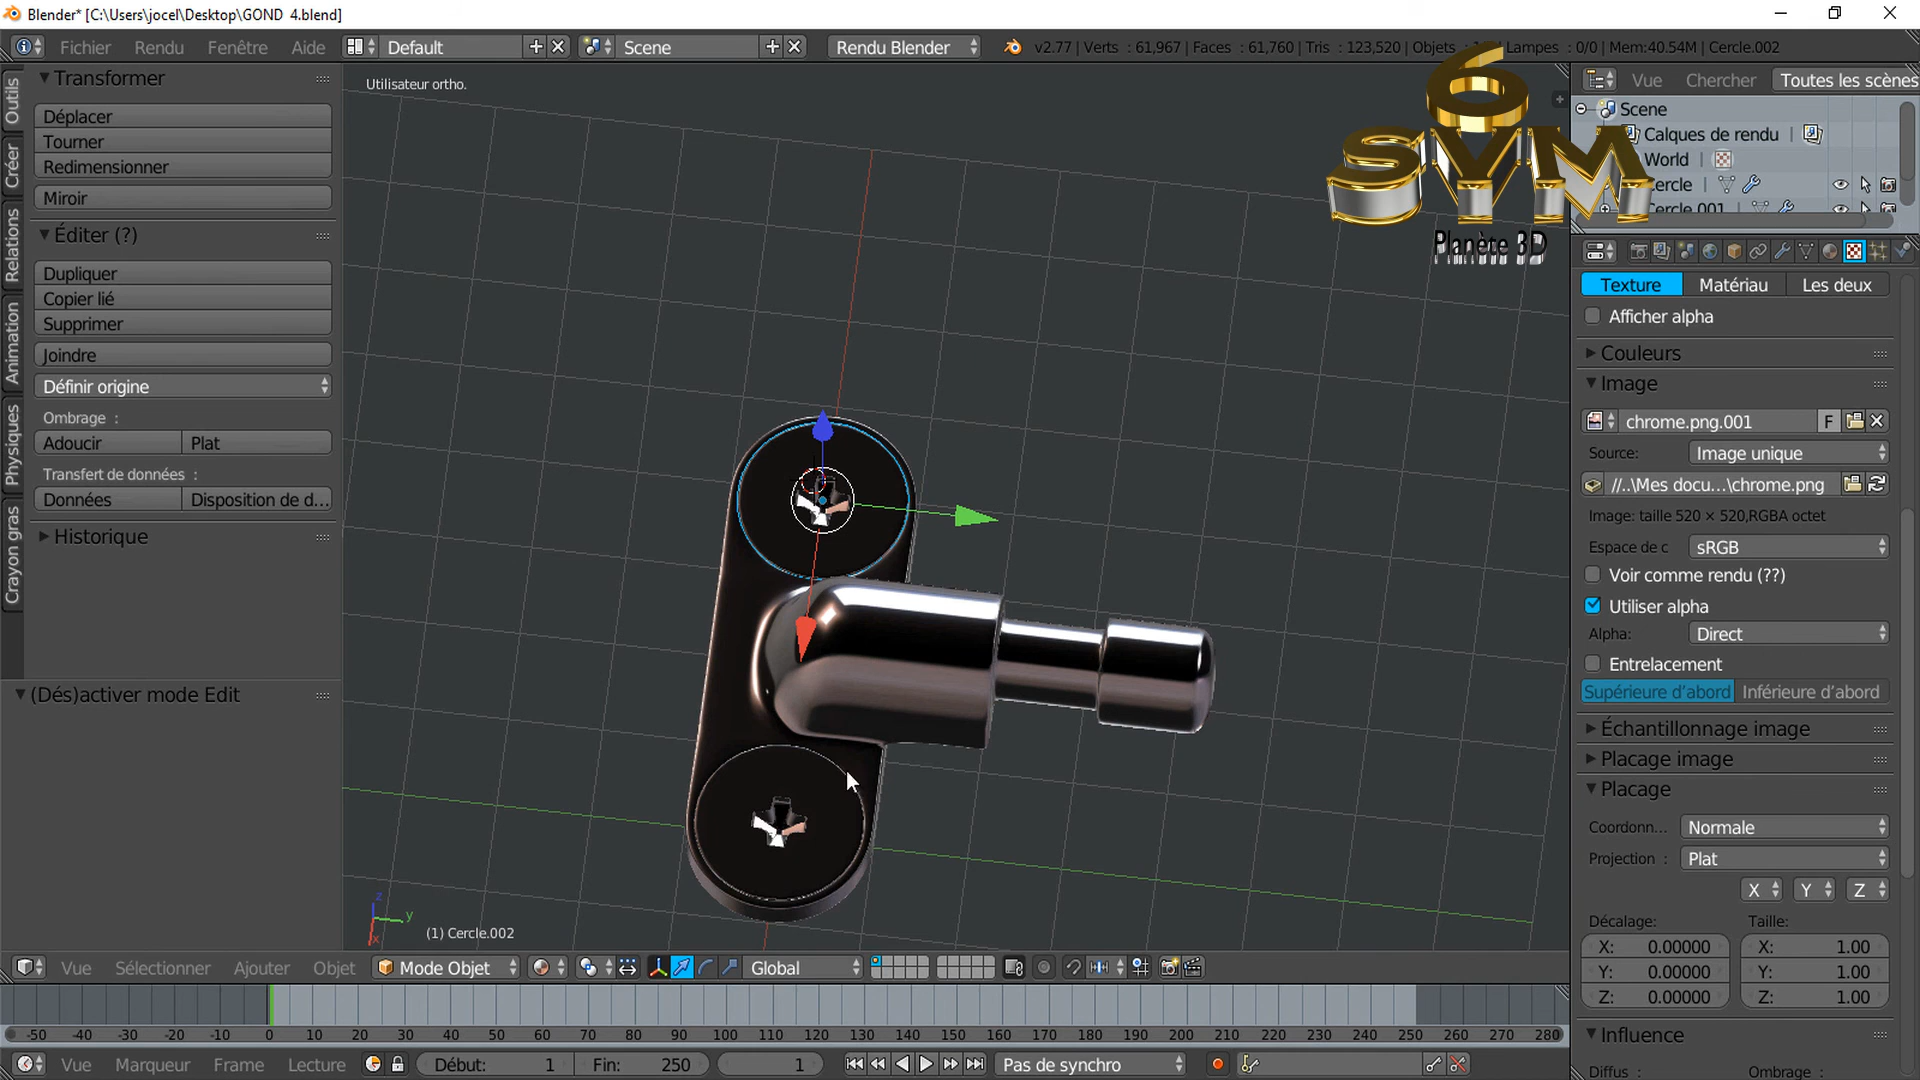 Blender* [C:\Users\jocel\Desktop\GOND 4.blend]
Fichier Rendu Fenêtre Aide Default Scene Rendu Blender v2.77 | Verts : 61,967 | Faces : 61,760 | Tris : 123,520 | Objets Lampes : 0/0 | Mem:40.54M | Cercle.002
Transformer
Déplacer
Tourner
Redimensionner
Miroir
Éditer (?)
Dupliquer
Copier lié
Supprimer
Joindre
Définir origine
Ombrage :
Adoucir Plat
Transfert de données :
Données Disposition de d...
Historique
(Dés)activer mode Edit
Outils
Créer
Relations
Animation
Physiques
Crayon gras
Utilisateur ortho.
6
SYM
Planète 3D
z
y
x
(1) Cercle.002
Vue Sélectionner Ajouter Objet Mode Objet Global
-50 -40 -30 -20 -10 0 10 20 30 40 50 60 70 80 90 100 110 120 130 140 150 160 170 180 190 200 210 220 230 240 250 260 270 280
Vue Marqueur Frame Lecture Début: 1 Fin: 250 1 Pas de synchro
Vue Chercher Toutes les scènes
Scene
Calques de rendu
World
Cercle
Cercle.001
Texture Matériau Les deux
Afficher alpha
Couleurs
Image
chrome.png.001 F
Source: Image unique
//..\Mes docu...\chrome.png
Image: taille 520 × 520,RGBA octet
Espace de c sRGB
Voir comme rendu (??)
Utiliser alpha
Alpha: Direct
Entrelacement
Supérieure d'abord Inférieure d'abord
Échantillonnage image
Placage image
Placage
Coordonn... Normale
Projection : Plat
X Y Z
Décalage: Taille:
X: 0.00000 X: 1.00
Y: 0.00000 Y: 1.00
Z: 0.00000 Z: 1.00
Influence
Diffus : Ombrage :